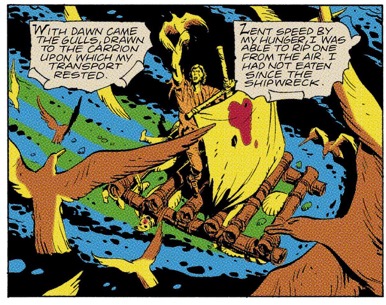 WITH DAWN CAME
THE GULLS, DRAWN
TO THE CARRION
UPON WHICH MY
TRANSPORT
RESTED.
LENT SPEED BY
MY HUNGER, I WAS
ABLE TO RIP ONE
FROM THE AIR. I
HAD NOT EATEN
SINCE THE
SHIPWRECK.